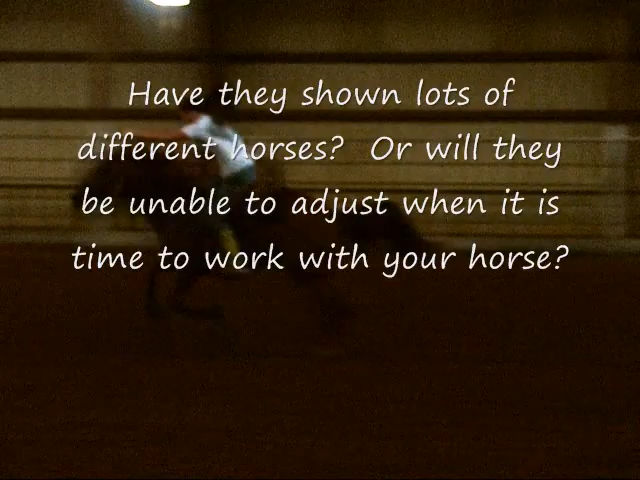 Have they shown lots of
different horses?  Or will they
be unable to adjust when it is
time to work with your horse?